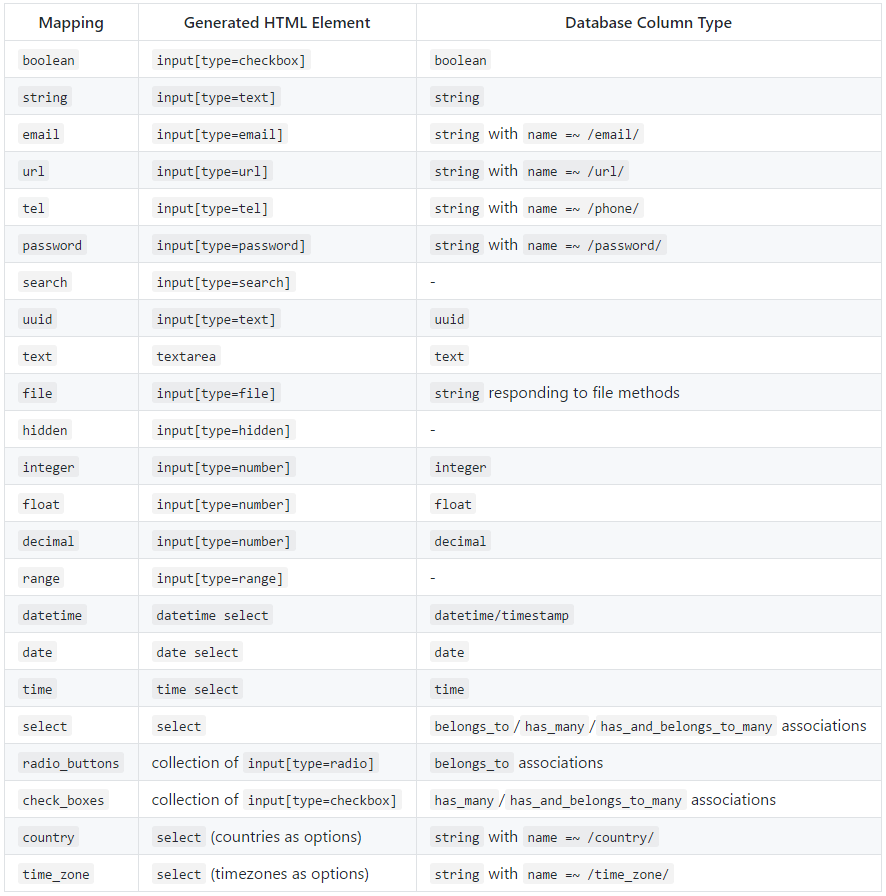 Mapping Generated HTML Element Database Column Type
boolean input[type=checkbox] boolean
string input[type=text] string
email input[type=email] string with name =~ /email/
url input[type=url] string with name =~ /url/
tel input[type=tel] string with name =~ /phone/
password input[type=password] string with name =~ /password/
search input[type=search] -
uuid input[type=text] uuid
text textarea text
file input[type=file] string responding to file methods
hidden input[type=hidden] -
integer input[type=number] integer
float input[type=number] float
decimal input[type=number] decimal
range input[type=range] -
datetime datetime select datetime/timestamp
date date select date
time time select time
select select belongs_to / has_many / has_and_belongs_to_many associations
radio_buttons collection of input[type=radio] belongs_to associations
check_boxes collection of input[type=checkbox] has_many / has_and_belongs_to_many associations
country select (countries as options) string with name =~ /country/
time_zone select (timezones as options) string with name =~ /time_zone/